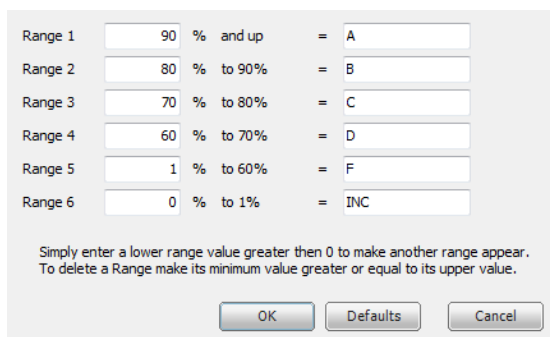 Range 1 90 % and up = A
Range 2 80 % to 90% = B
Range 3 70 % to 80% = C
Range 4 60 % to 70% = D
Range 5 1 % to 60% = F
Range 6 0 % to 1% = INC
Simply enter a lower range value greater then 0 to make another range appear.
To delete a Range make its minimum value greater or equal to its upper value.
OK Defaults Cancel